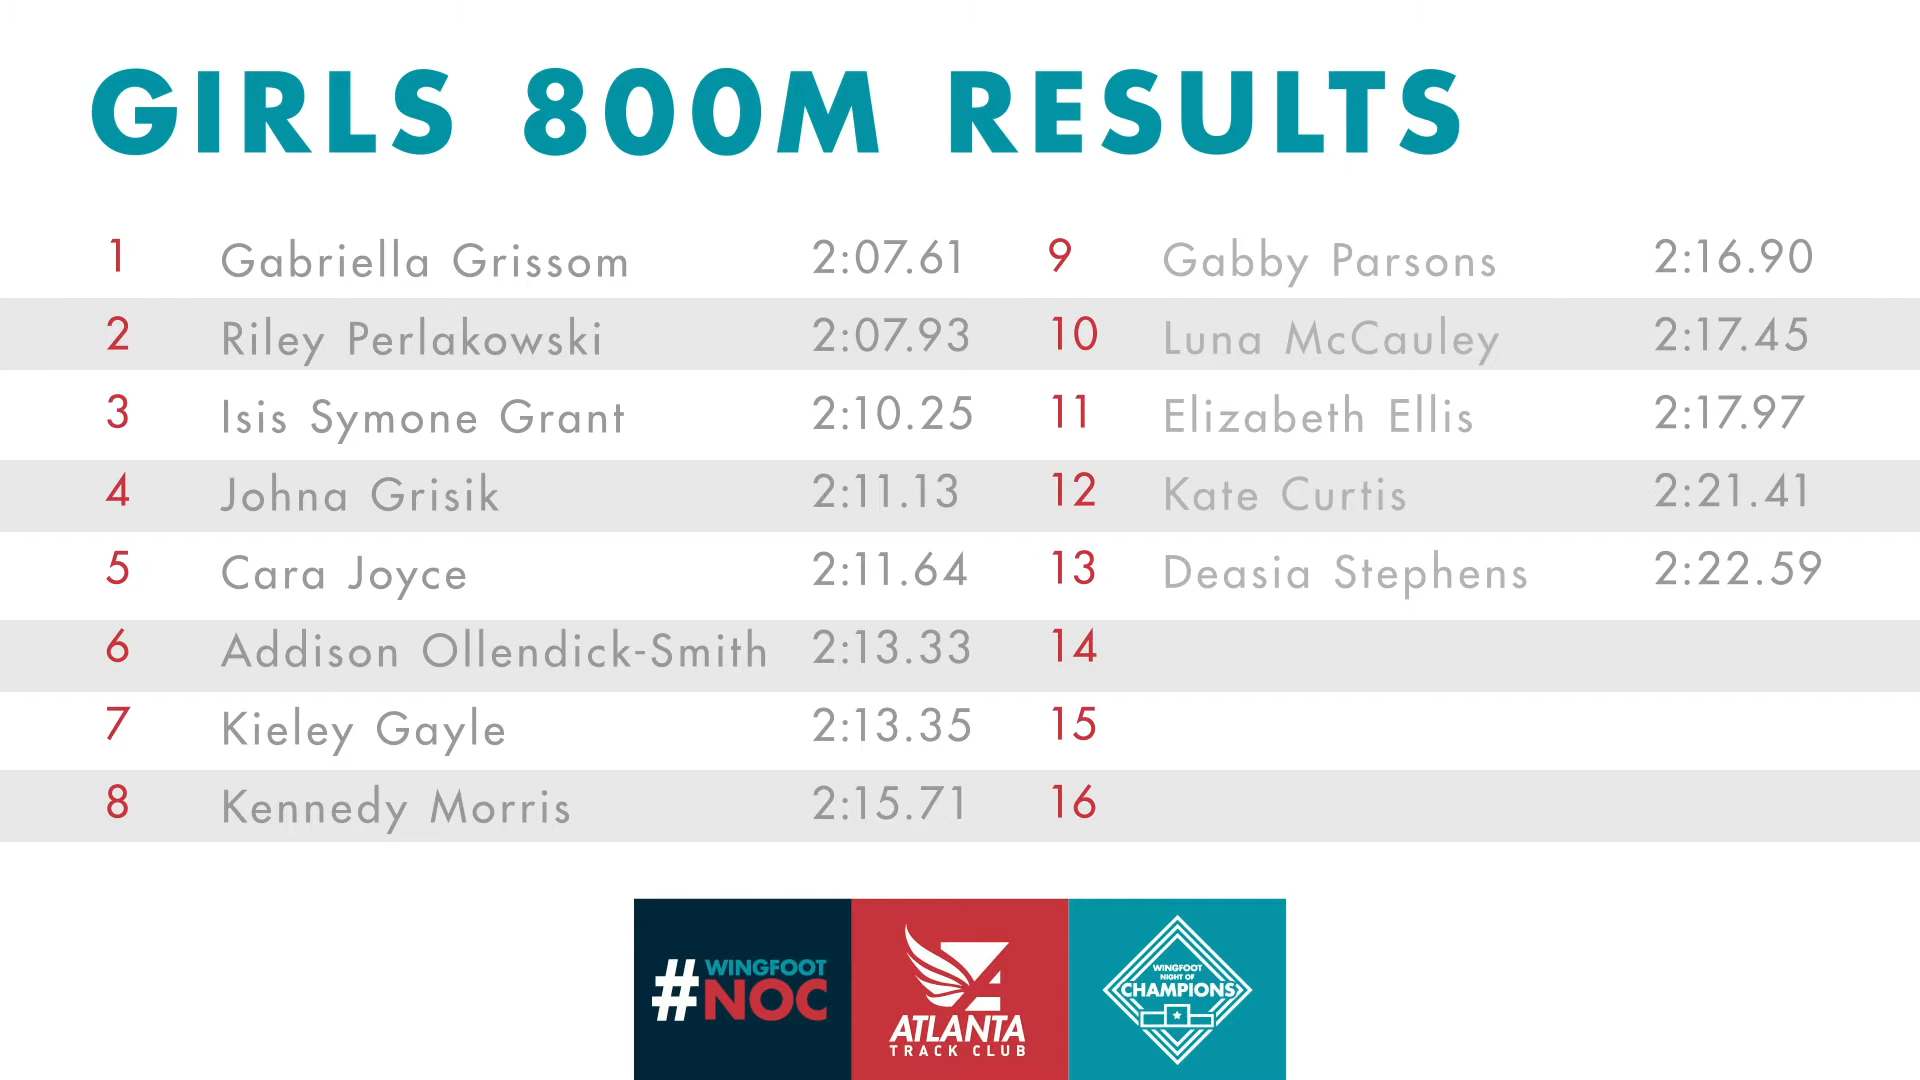 GIRLS 800M RESULTS
1 Gabriella Grissom 2:07.61
2 Riley Perlakowski 2:07.93
3 Isis Symone Grant 2:10.25
4 Johna Grisik 2:11.13
5 Cara Joyce 2:11.64
6 Addison Ollendick-Smith 2:13.33
7 Kieley Gayle 2:13.35
8 Kennedy Morris 2:15.71
9 Gabby Parsons 2:16.90
10 Luna McCauley 2:17.45
11 Elizabeth Ellis 2:17.97
12 Kate Curtis 2:21.41
13 Deasia Stephens 2:22.59
14
15
16
#WINGFOOT
NOC
ATLANTA
TRACK CLUB
WINGFOOT
NIGHT OF
CHAMPIONS